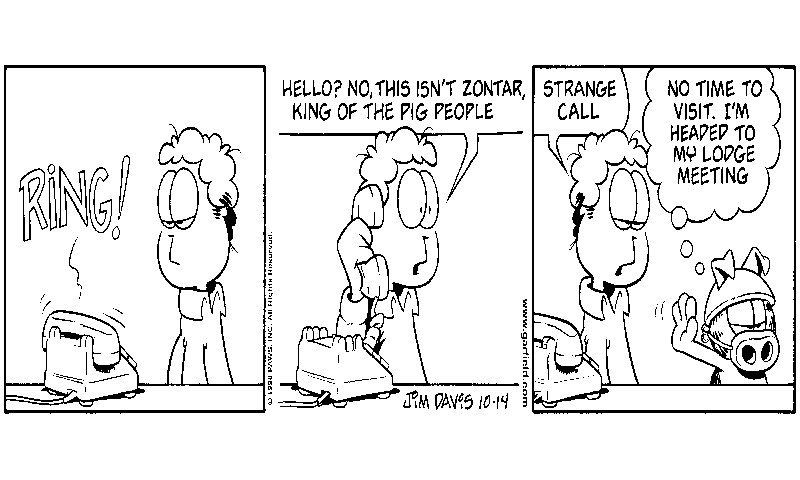 RING!
HELLO? NO, THIS ISN'T ZONTAR,
KING OF THE PIG PEOPLE
STRANGE
CALL
NO TIME TO
VISIT. I'M
HEADED TO
MY LODGE
MEETING
JIM DAVIS 10-14
www.garfield.com